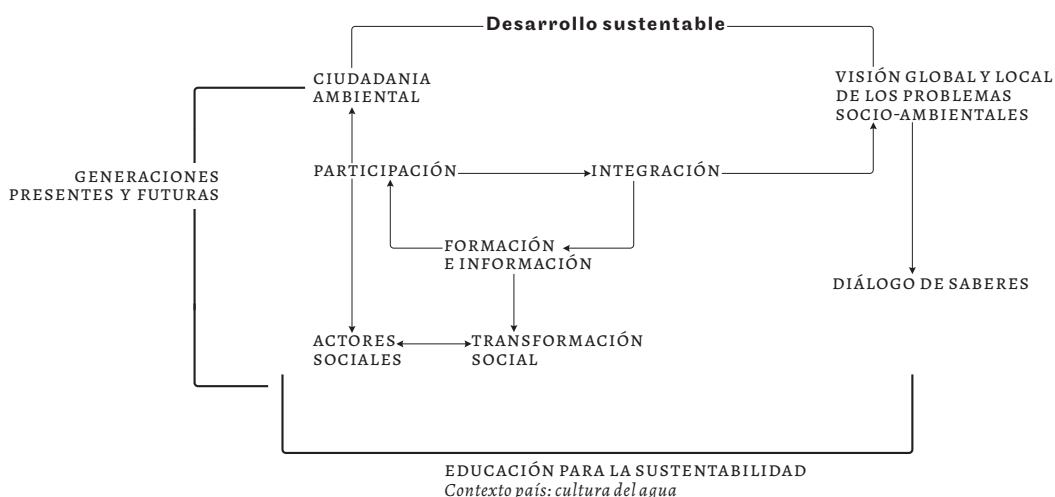 Desarrollo sustentable
CIUDADANIA
AMBIENTAL
VISIÓN GLOBAL Y LOCAL
DE LOS PROBLEMAS
SOCIO-AMBIENTALES
GENERACIONES
PRESENTES Y FUTURAS
PARTICIPACIÓN
INTEGRACIÓN
FORMACIÓN
E INFORMACIÓN
DIÁLOGO DE SABERES
ACTORES
SOCIALES
TRANSFORMACIÓN
SOCIAL
EDUCACIÓN PARA LA SUSTENTABILIDAD
Contexto país: cultura del agua